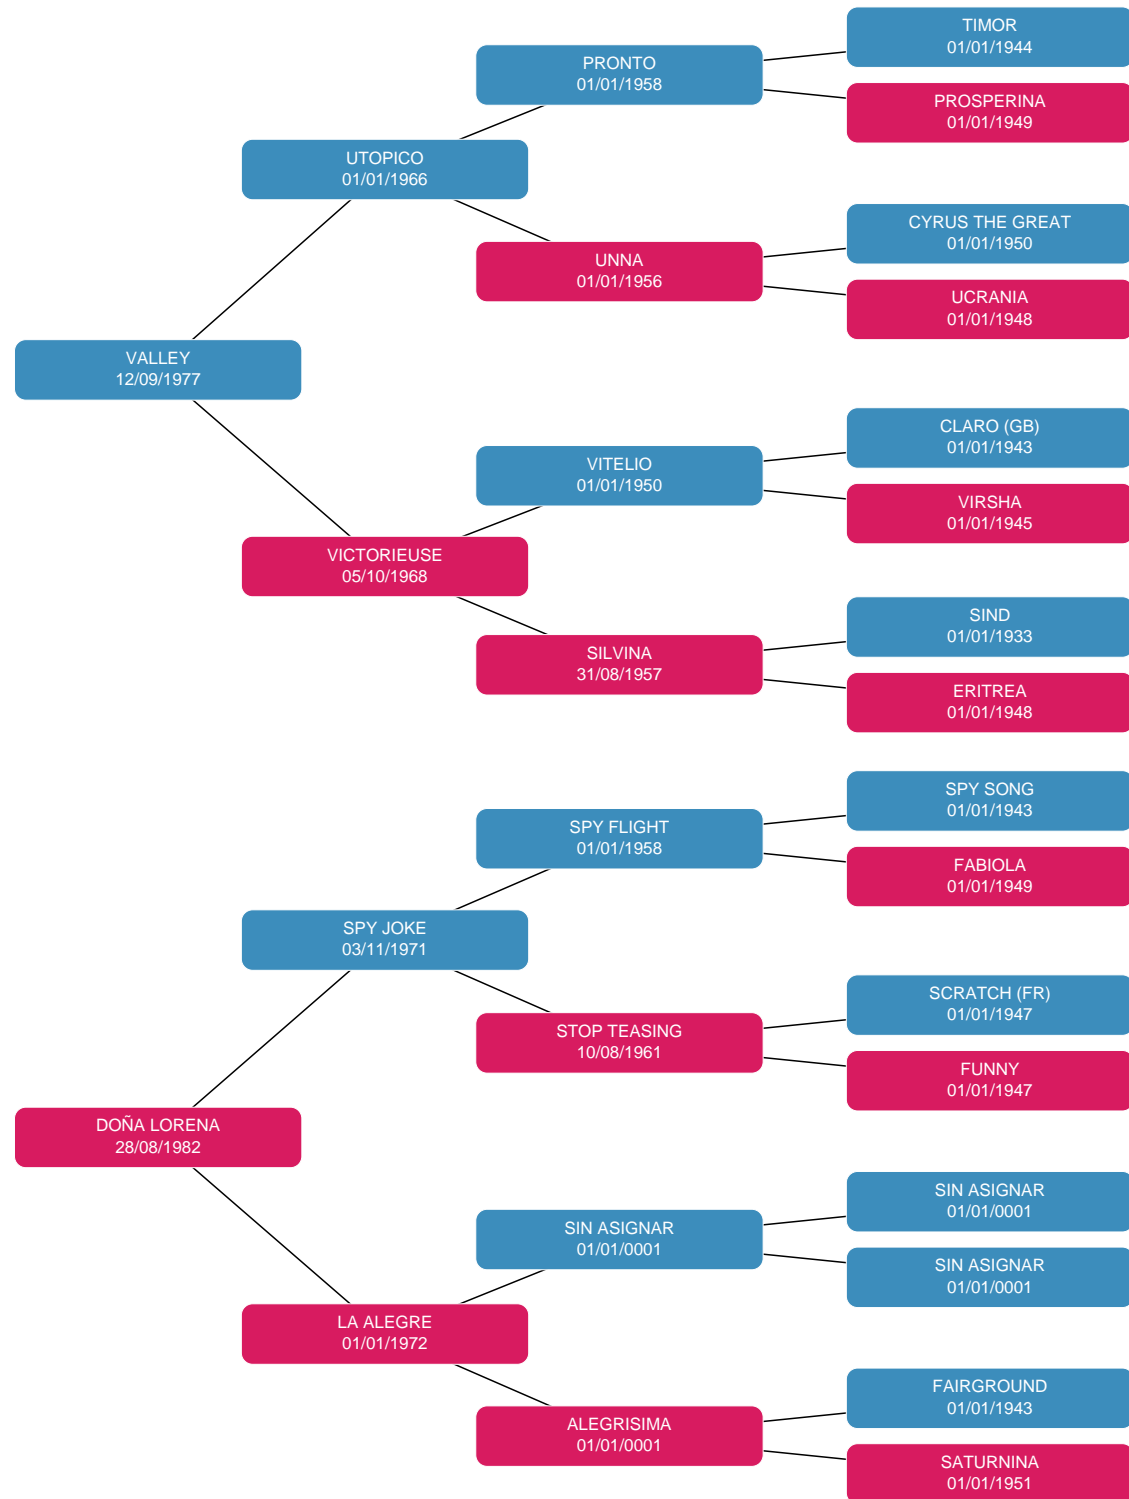 TIMOR
01/01/1944
PRONTO
01/01/1958
PROSPERINA
01/01/1949
UTOPICO
01/01/1966
CYRUS THE GREAT
01/01/1950
UNNA
01/01/1956
UCRANIA
01/01/1948
VALLEY
12/09/1977
CLARO (GB)
01/01/1943
VITELIO
01/01/1950
VIRSHA
01/01/1945
VICTORIEUSE
05/10/1968
SIND
01/01/1933
SILVINA
31/08/1957
ERITREA
01/01/1948
SPY SONG
01/01/1943
SPY FLIGHT
01/01/1958
FABIOLA
01/01/1949
SPY JOKE
03/11/1971
SCRATCH (FR)
01/01/1947
STOP TEASING
10/08/1961
FUNNY
01/01/1947
DOÑA LORENA
28/08/1982
SIN ASIGNAR
01/01/0001
SIN ASIGNAR
01/01/0001
SIN ASIGNAR
01/01/0001
LA ALEGRE
01/01/1972
FAIRGROUND
01/01/1943
ALEGRISIMA
01/01/0001
SATURNINA
01/01/1951